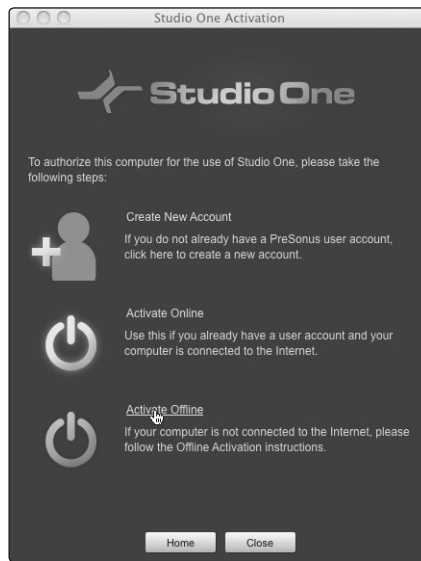 Studio One Activation
Studio One
To authorize this computer for the use of Studio One, please take the
following steps:
Create New Account
If you do not already have a PreSonus user account,
click here to create a new account.
Activate Online
Use this if you already have a user account and your
computer is connected to the Internet.
Activate Offline
If your computer is not connected to the Internet, please
follow the Offline Activation instructions.
Home
Close